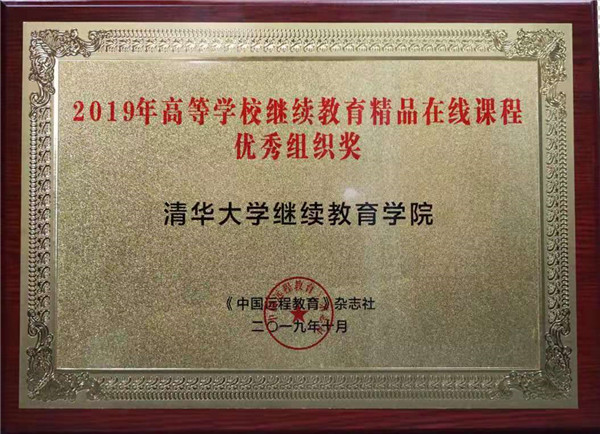 2019年高等学校继续教育精品在线课程
优秀组织奖
清华大学继续教育学院
《中国远程教育》杂志社
二〇一九年十月